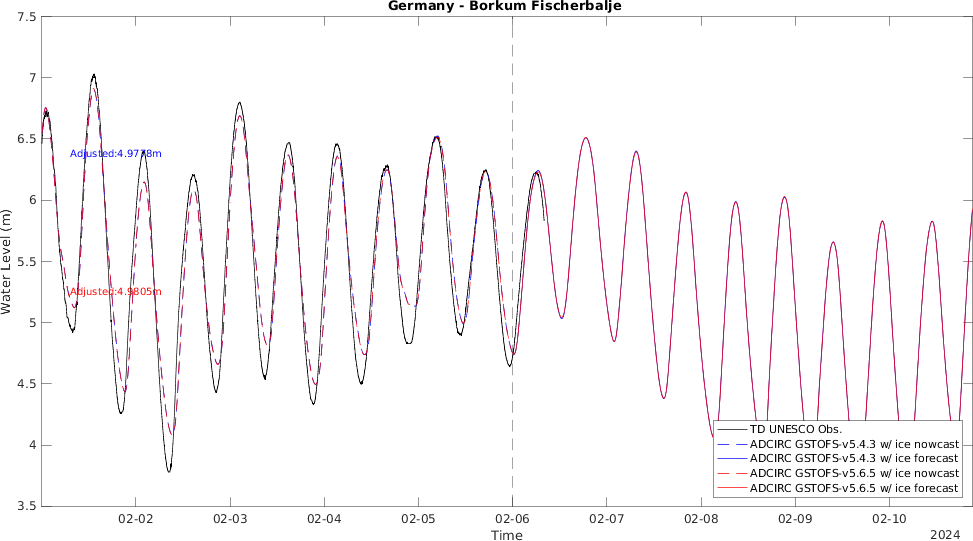 Germany - Borkum Fischerbalje
Water Level (m)
7.5
7
6.5
6
5.5
5
4.5
4
3.5
Adjusted:4.9778m
Adjusted:4.9805m
TD UNESCO Obs.
ADCIRC GSTOFS-v5.4.3 w/ ice nowcast
ADCIRC GSTOFS-v5.4.3 w/ ice forecast
ADCIRC GSTOFS-v5.6.5 w/ ice nowcast
ADCIRC GSTOFS-v5.6.5 w/ ice forecast
02-02 02-03 02-04 02-05 02-06 02-07 02-08 02-09 02-10
Time
2024